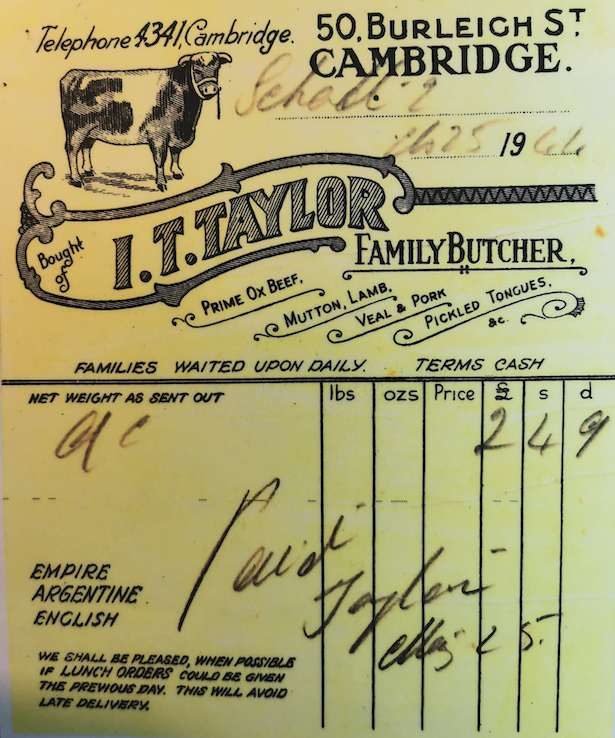 Telephone 4341, Cambridge.
50, BURLEIGH ST
CAMBRIDGE.
25 19
Bought of
I. T. TAYLOR
FAMILY BUTCHER,
PRIME OX BEEF,
MUTTON, LAMB,
VEAL & PORK
PICKLED TONGUES,
&c.
FAMILIES WAITED UPON DAILY. TERMS CASH
NET WEIGHT AS SENT OUT lbs ozs Price £ s d
a c 2 4 9
Paid
Taylor
May 25.
EMPIRE
ARGENTINE
ENGLISH
WE SHALL BE PLEASED, WHEN POSSIBLE
IF LUNCH ORDERS COULD BE GIVEN
THE PREVIOUS DAY. THIS WILL AVOID
LATE DELIVERY.